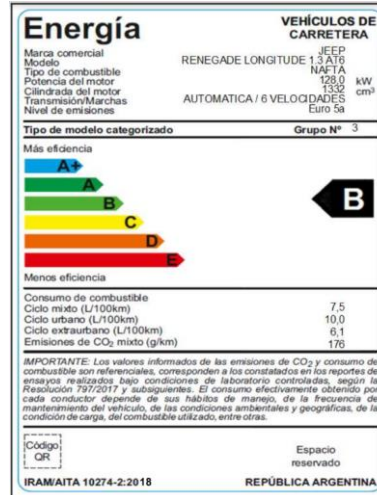 Energía
VEHÍCULOS DE
CARRETERA
Marca comercial JEEP
Modelo RENEGADE LONGITUDE 1.3 AT6
Tipo de combustible NAFTA
Potencia del motor 128,0 kW
Cilindrada del motor 1332 cm³
Transmisión/Marchas AUTOMATICA / 6 VELOCIDADES
Nivel de emisiones Euro 5a
Tipo de modelo categorizado Grupo Nº 3
Más eficiencia
A+
A
B
B
C
D
E
Menos eficiencia
Consumo de combustible
Ciclo mixto (L/100km) 7,5
Ciclo urbano (L/100km) 10,0
Ciclo extraurbano (L/100km) 6,1
Emisiones de CO₂ mixto (g/km) 176
IMPORTANTE: Los valores informados de las emisiones de CO₂ y consumo de
combustible son referenciales, corresponden a los constatados en los reportes de
ensayos realizados bajo condiciones de laboratorio controladas, según la
Resolución 797/2017 y subsiguientes. El consumo efectivamente obtenido por
cada conductor depende de sus hábitos de manejo, de la frecuencia de
mantenimiento del vehículo, de las condiciones ambientales y geográficas, de la
condición de carga, del combustible utilizado, entre otras.
Código
QR
Espacio
reservado
IRAM/AITA 10274-2:2018 REPÚBLICA ARGENTINA